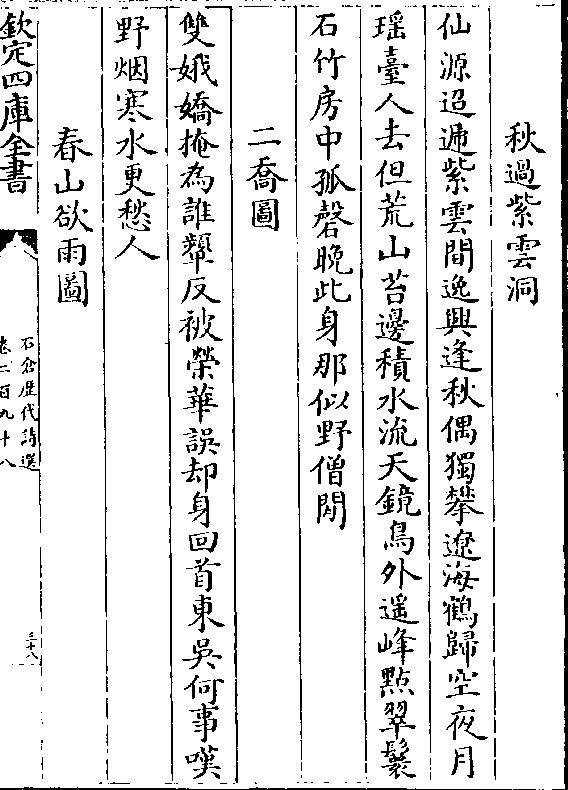 秋過紫雲洞
仙源迢遞紫雲間逸興逢秋偶獨攀遼海鶴歸空夜月
瑶臺人去但荒山苔邊積水流天鏡鳥外遥峰點翠鬟
石竹房中孤磬晩此身那似野僧閒
二喬圖
雙娥嬌掩為誰顰反被榮華誤却身回首東吳何事嘆
野烟寒水更愁人
春山欲雨圖
欽定四庫全書
石倉歷代詩選
卷二百九十八
三十八